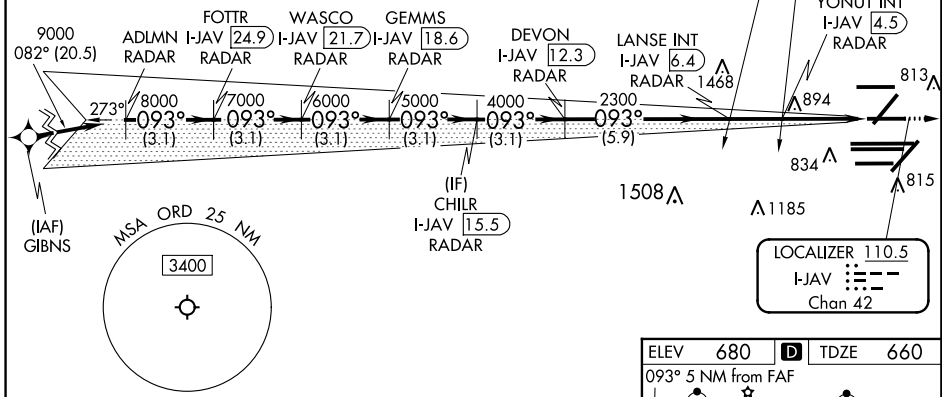 9000
082° (20.5)
ADLMN
RADAR
FOTTR
I-JAV 24.9
RADAR
WASCO
I-JAV 21.7
RADAR
GEMMS
I-JAV 18.6
RADAR
DEVON
I-JAV 12.3
RADAR
LANSE INT
I-JAV 6.4
RADAR
YONUT INT
I-JAV 4.5
RADAR
1468
813
894
273°
8000
7000
6000
5000
4000
2300
093°
093°
093°
093°
093°
093°
(3.1)
(3.1)
(3.1)
(3.1)
(3.1)
(5.9)
834
815
(IAF)
GIBNS
(IF)
CHILR
I-JAV 15.5
RADAR
1508
1185
MSA ORD 25 NM
3400
LOCALIZER 110.5
I-JAV
Chan 42
ELEV 680 D TDZE 660
093° 5 NM from FAF